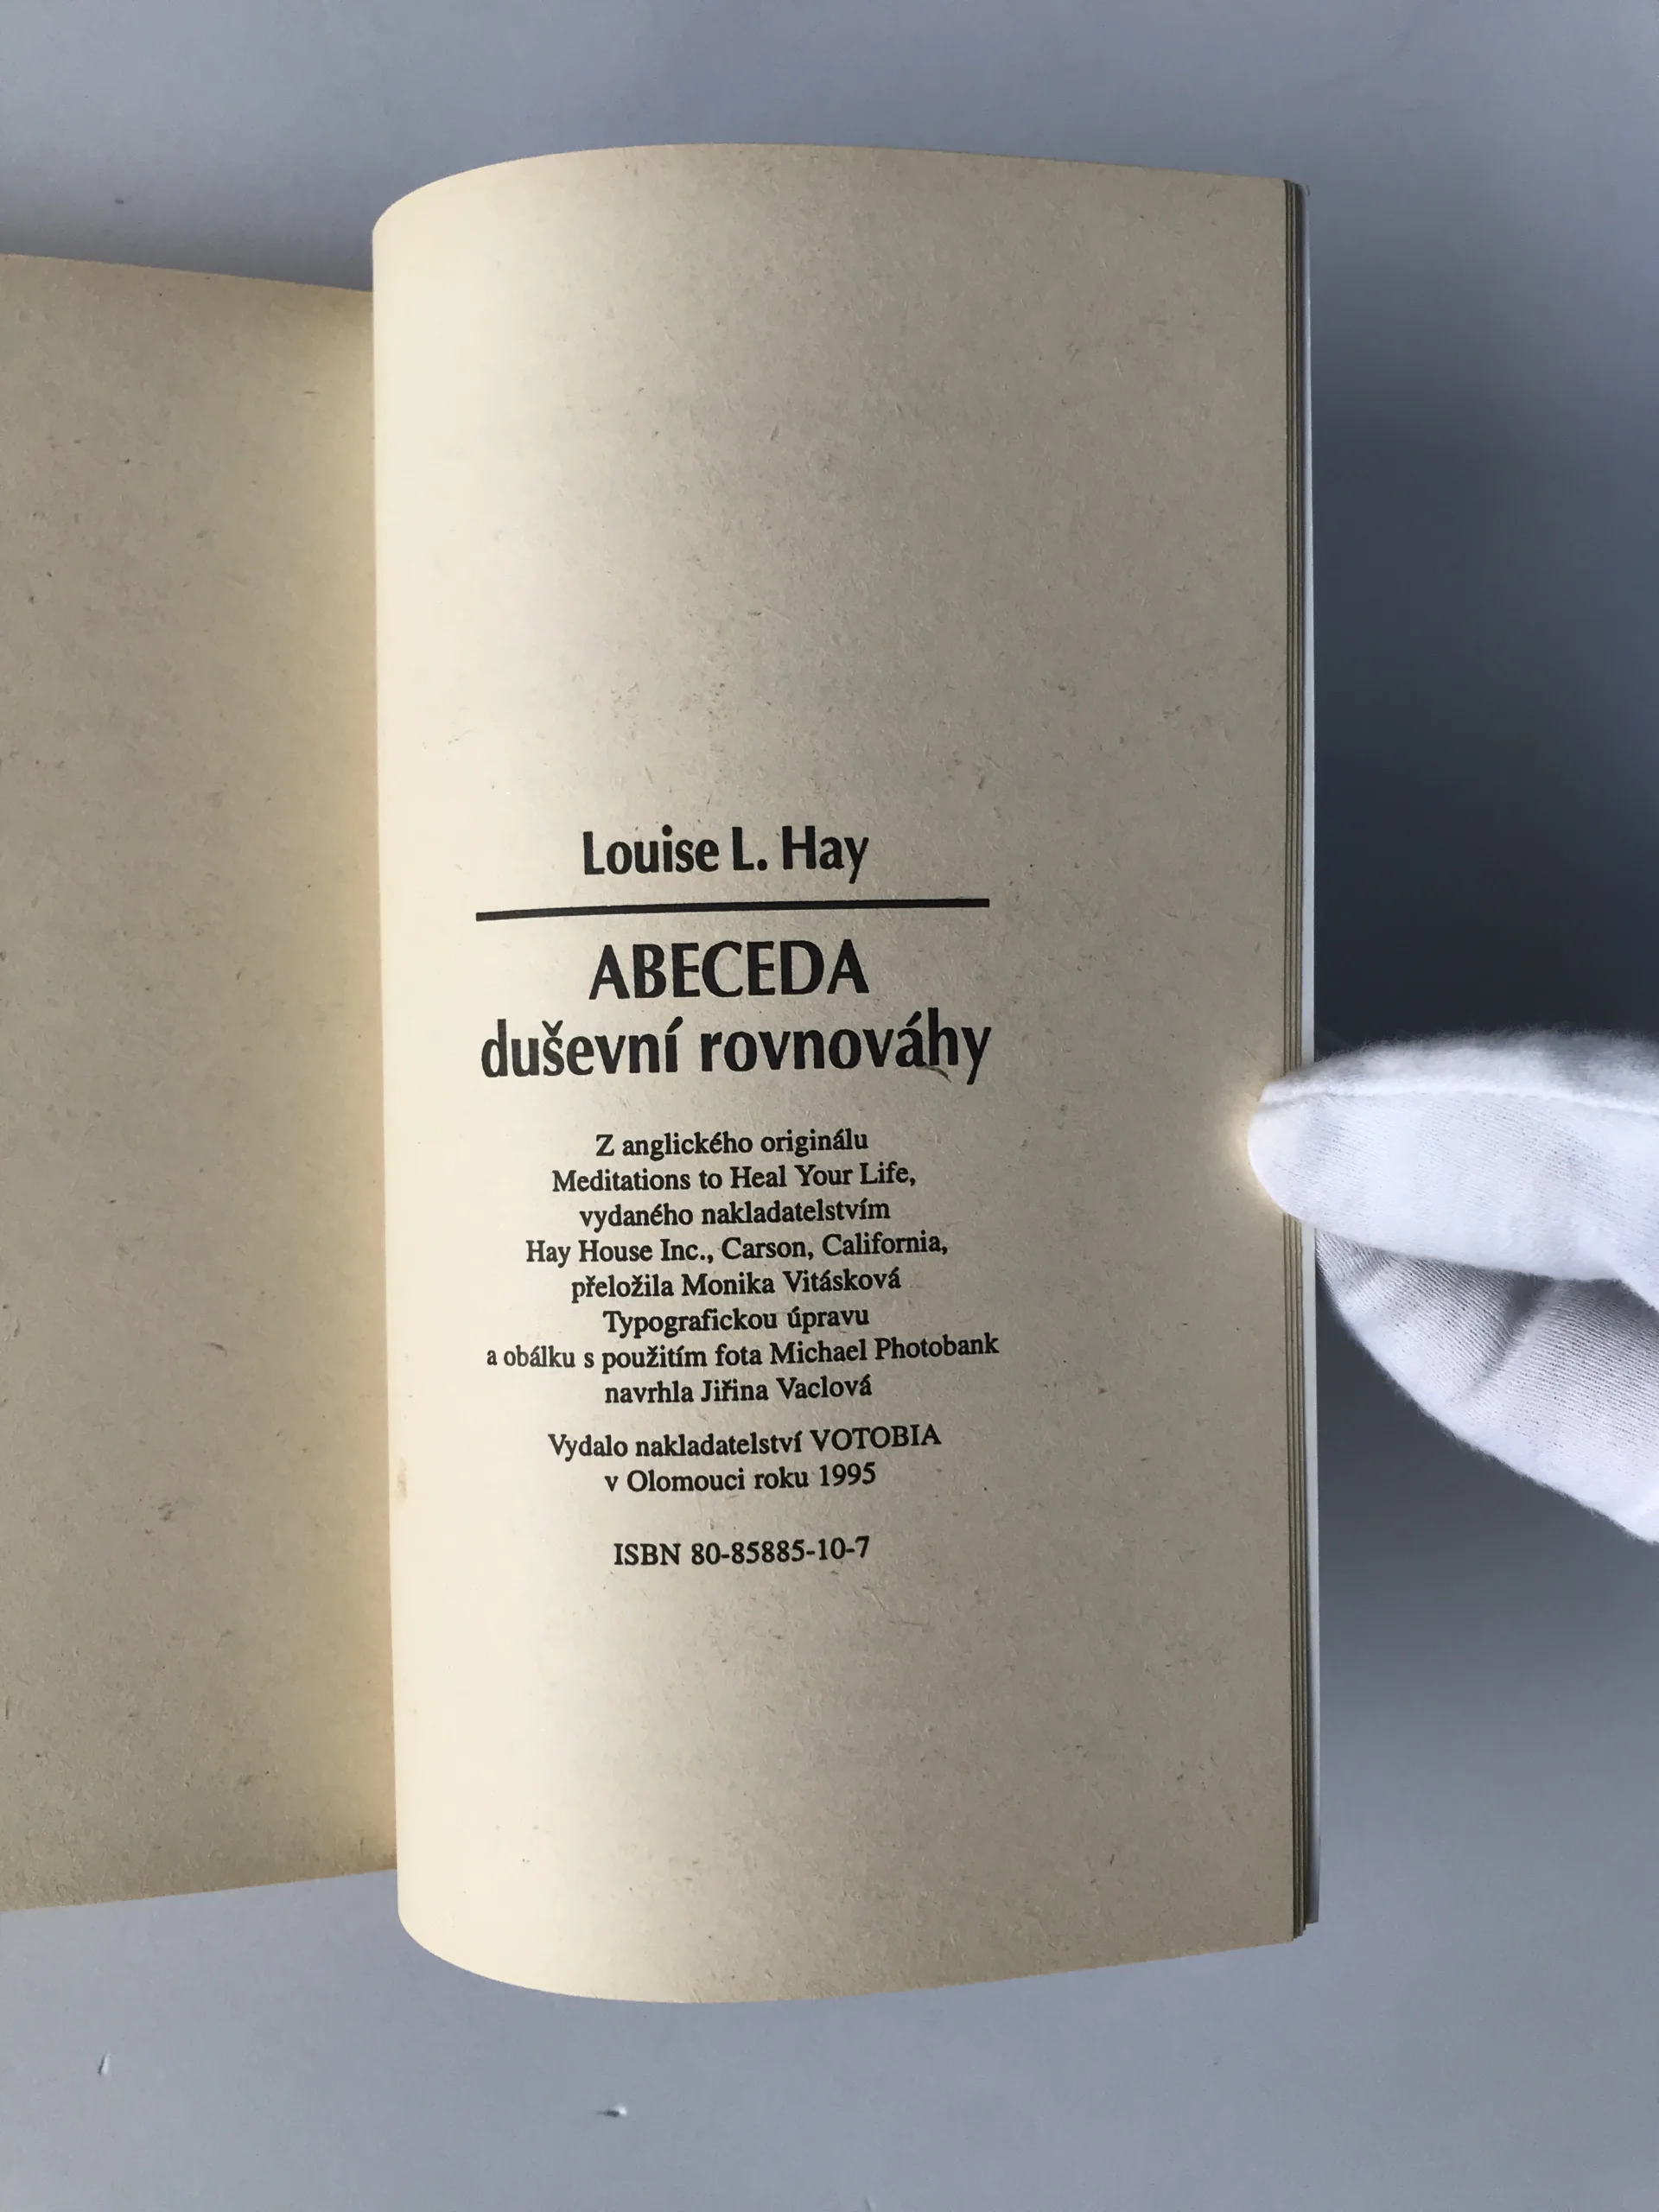 Louise L. Hay
ABECEDA
duševní rovnováhy
Z anglického originálu
Meditations to Heal Your Life,
vydaného nakladatelstvím
Hay House Inc., Carson, California,
přeložila Monika Vitásková
Typografickou úpravu
a obálku s použitím fota Michael Photobank
navrhla Jiřina Vaclová
Vydalo nakladatelství VOTOBIA
v Olomouci roku 1995
ISBN 80-85885-10-7